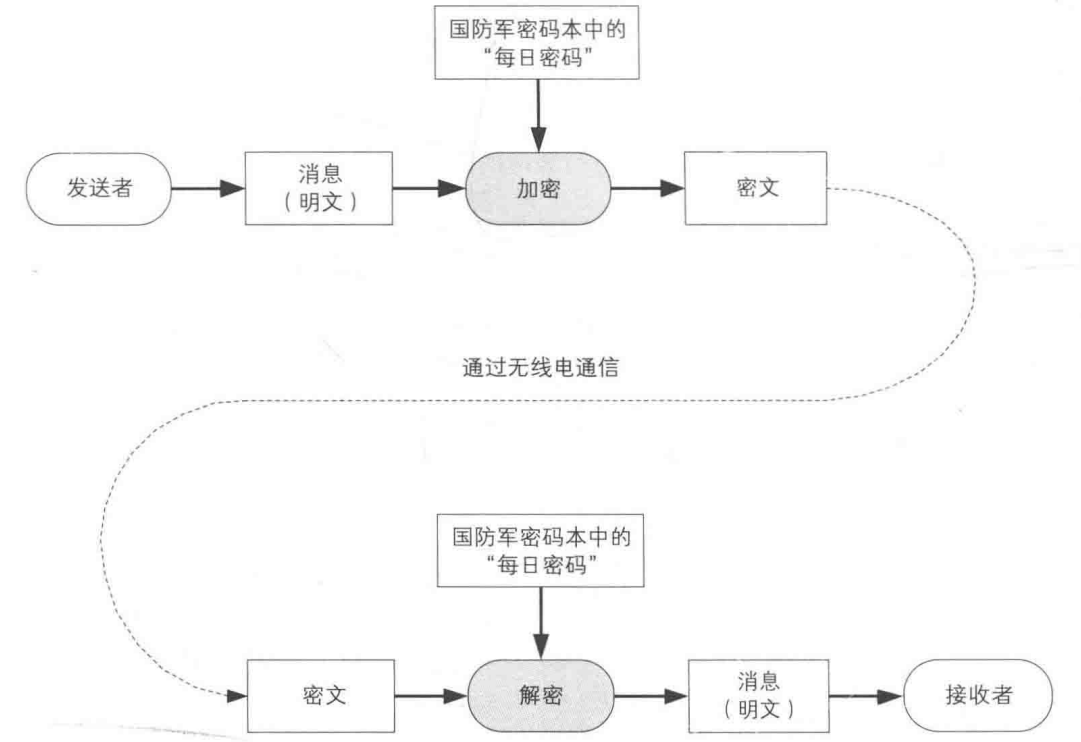 国防军密码本中的
“每日密码”
发送者
消息
（明文）
加密
密文
通过无线电通信
国防军密码本中的
“每日密码”
密文
解密
消息
（明文）
接收者